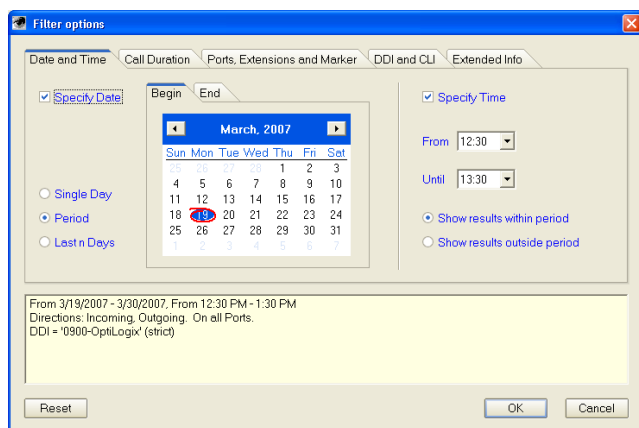 Filter options
Date and Time Call Duration Ports, Extensions and Marker DDI and CLI Extended Info
Specify Date
Begin End
March, 2007
Sun Mon Tue Wed Thu Fri Sat
25 26 27 28 1 2 3
4 5 6 7 8 9 10
11 12 13 14 15 16 17
18 19 20 21 22 23 24
25 26 27 28 29 30 31
1 2 3 4 5 6 7
Single Day
Period
Last n Days
Specify Time
From 12:30
Until 13:30
Show results within period
Show results outside period
From 3/19/2007 - 3/30/2007, From 12:30 PM - 1:30 PM
Directions: Incoming, Outgoing. On all Ports.
DDI = '0900-OptiLogix' (strict)
Reset OK Cancel